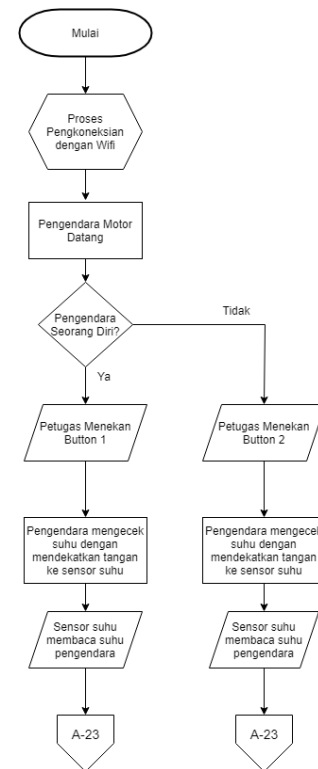 Mulai
Proses
Pengkoneksian
dengan Wifi
Pengendara Motor
Datang
Pengendara
Seorang Diri?
Tidak
Ya
Petugas Menekan
Button 1
Petugas Menekan
Button 2
Pengendara mengecek
suhu dengan
mendekatkan tangan
ke sensor suhu
Pengendara mengecek
suhu dengan
mendekatkan tangan
ke sensor suhu
Sensor suhu
membaca suhu
pengendara
Sensor suhu
membaca suhu
pengendara
A-23
A-23